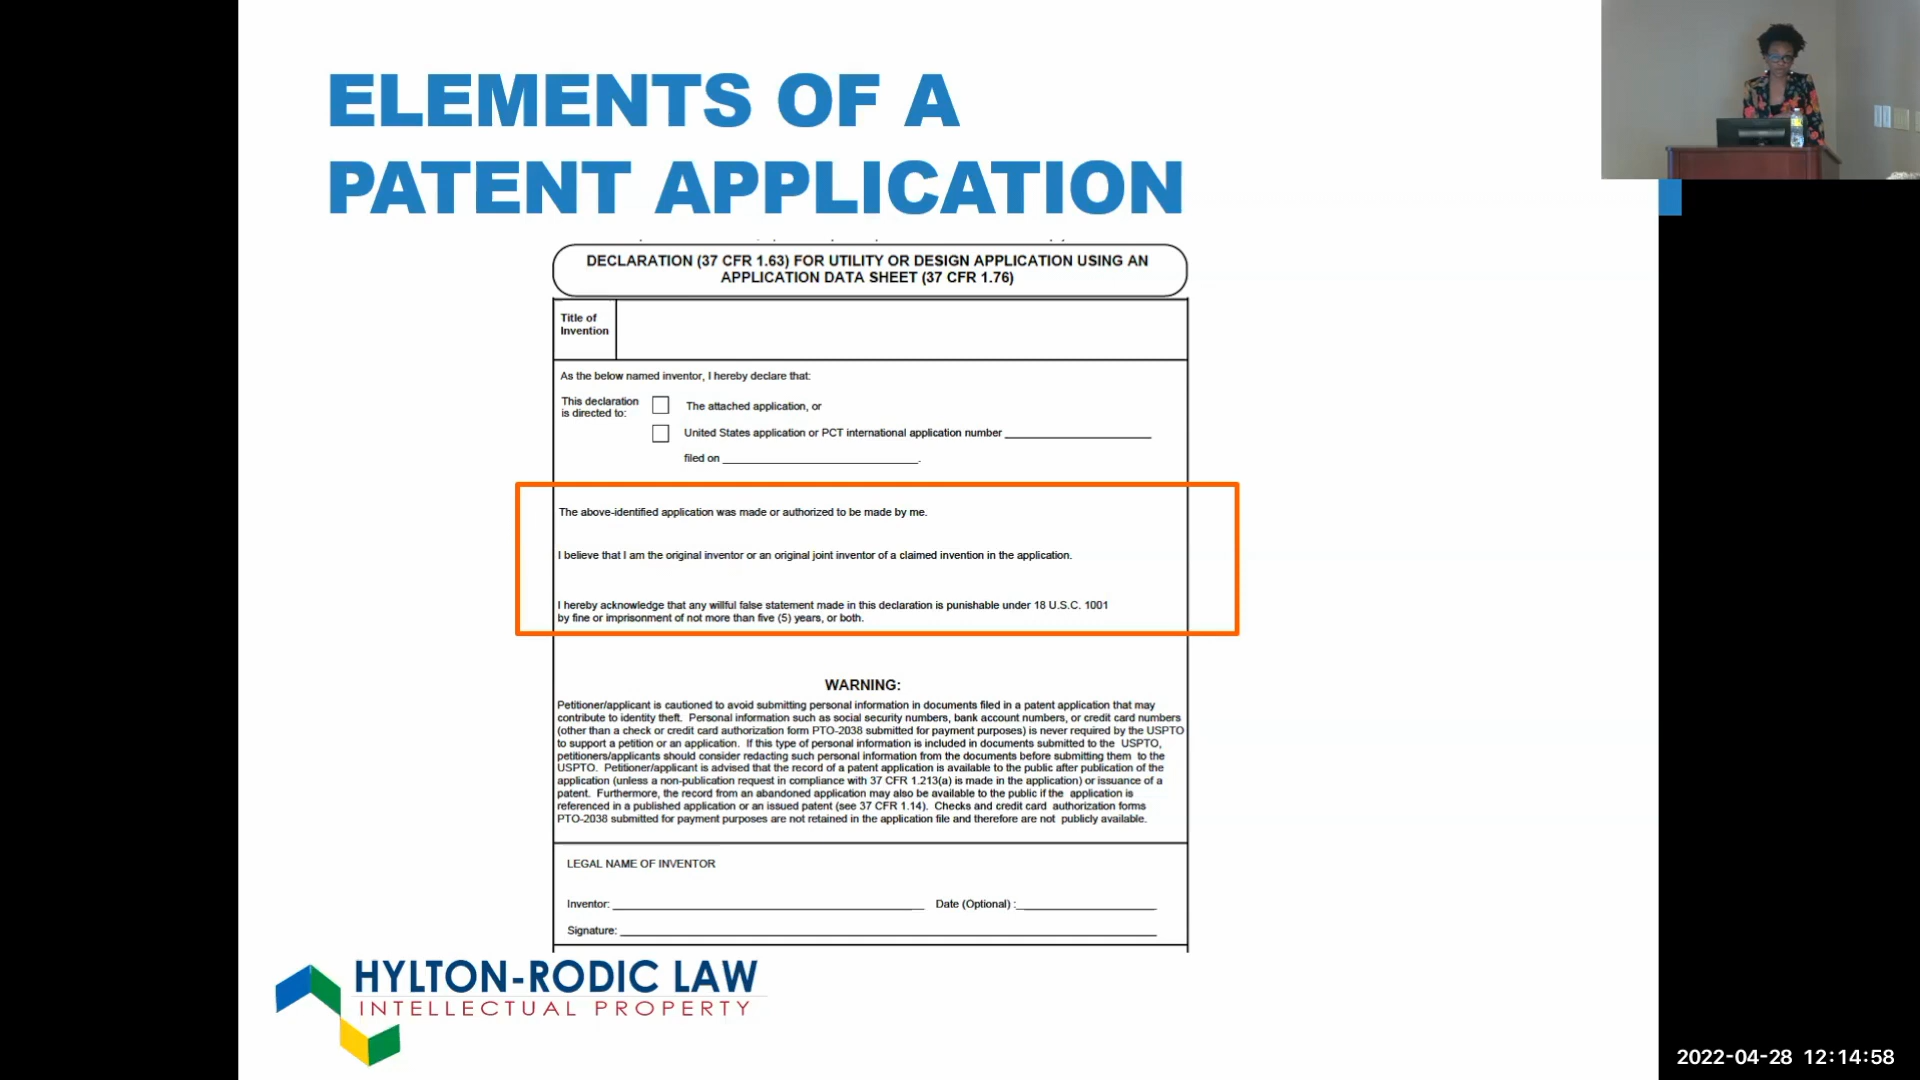 ELEMENTS OF A
PATENT APPLICATION
DECLARATION (37 CFR 1.63) FOR UTILITY OR DESIGN APPLICATION USING AN
APPLICATION DATA SHEET (37 CFR 1.76)
Title of
Invention
As the below named inventor, I hereby declare that:
This declaration
is directed to:
The attached application, or
United States application or PCT international application number
filed on
The above-identified application was made or authorized to be made by me.
I believe that I am the original inventor or an original joint inventor of a claimed invention in the application.
I hereby acknowledge that any willful false statement made in this declaration is punishable under 18 U.S.C. 1001
by fine or imprisonment of not more than five (5) years, or both.
WARNING:
Petitioner/applicant is cautioned to avoid submitting personal information in documents filed in a patent application that may
contribute to identity theft. Personal information such as social security numbers, bank account numbers, or credit card numbers
(other than a check or credit card authorization form PTO-2038 submitted for payment purposes) is never required by the USPTO
to support a petition or an application. If this type of personal information is included in documents submitted to the USPTO,
petitioners/applicants should consider redacting such personal information from the documents before submitting them to the
USPTO. Petitioner/applicant is advised that the record of a patent application is available to the public after publication of the
application (unless a non-publication request in compliance with 37 CFR 1.213(a) is made in the application) or issuance of a
patent. Furthermore, the record from an abandoned application may also be available to the public if the application is
referenced in a published application or an issued patent (see 37 CFR 1.14). Checks and credit card authorization forms
PTO-2038 submitted for payment purposes are not retained in the application file and therefore are not publicly available.
LEGAL NAME OF INVENTOR
Inventor: Date (Optional) :
Signature:
HYLTON-RODIC LAW
INTELLECTUAL PROPERTY
2022-04-28 12:14:58